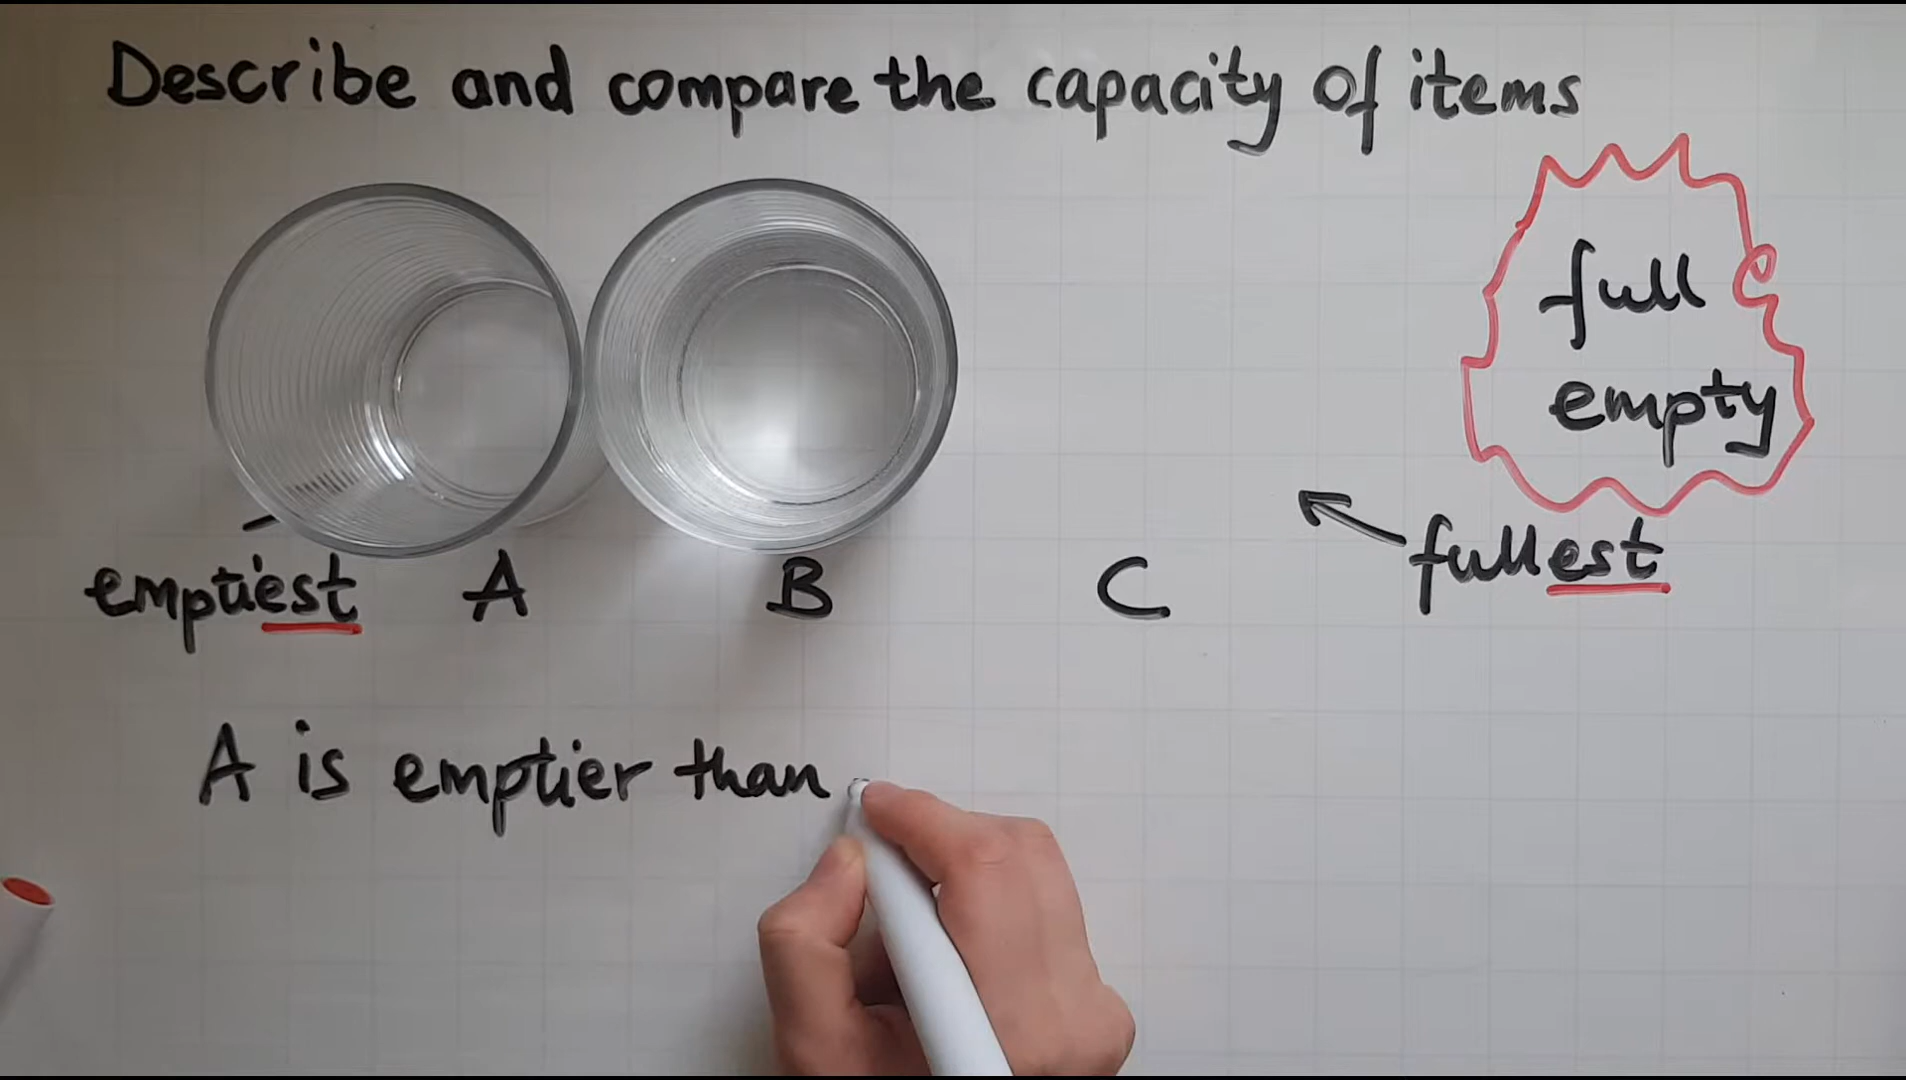 Describe and compare the capacity of items
full
empty
fullest
emptiest A B C
A is emptier than